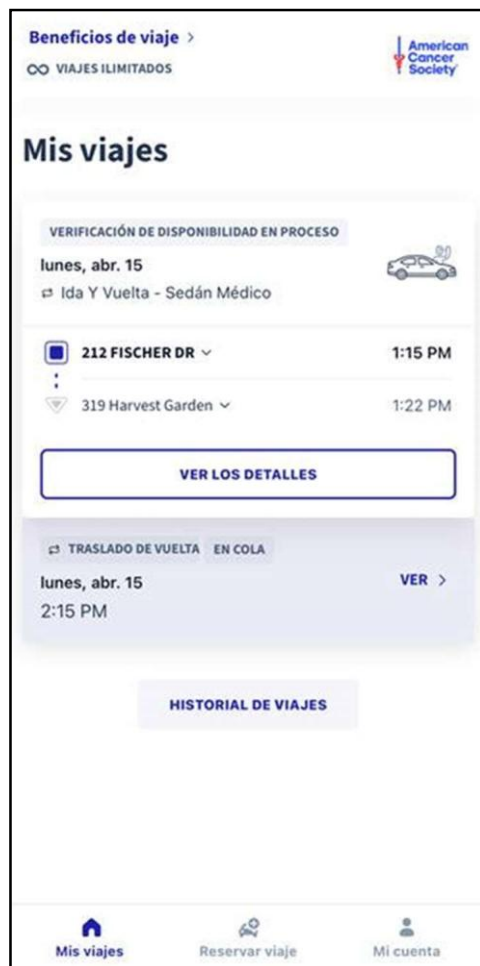 Beneficios de viaje >
∞ VIAJES ILIMITADOS
American
Cancer
Society
Mis viajes
VERIFICACIÓN DE DISPONIBILIDAD EN PROCESO
lunes, abr. 15
Ida Y Vuelta - Sedán Médico
212 FISCHER DR
1:15 PM
319 Harvest Garden
1:22 PM
VER LOS DETALLES
TRASLADO DE VUELTA EN COLA
lunes, abr. 15
VER >
2:15 PM
HISTORIAL DE VIAJES
Mis viajes
Reservar viaje
Mi cuenta